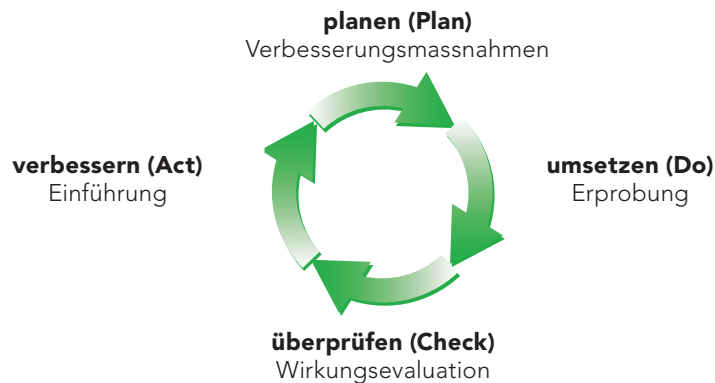 planen (Plan)
Verbesserungsmassnahmen
verbessern (Act)
Einführung
umsetzen (Do)
Erprobung
überprüfen (Check)
Wirkungsevaluation